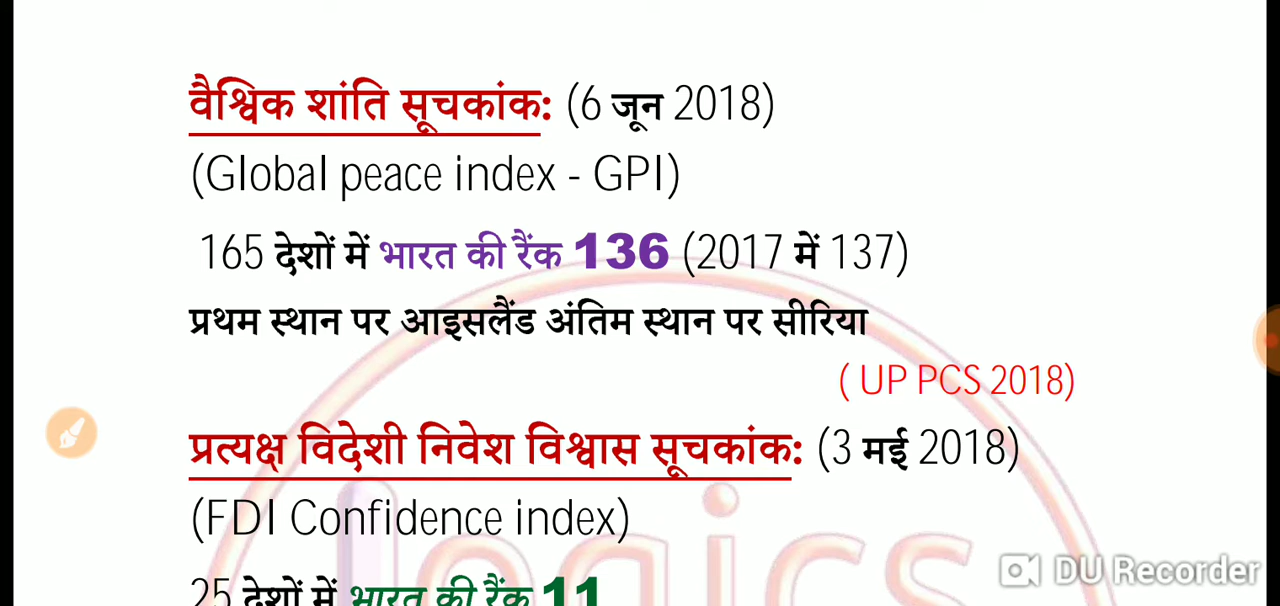 वैश्विक शांति सूचकांक: (6 जून 2018)
(Global peace index - GPI)
165 देशों में भारत की रैंक 136 (2017 में 137)
प्रथम स्थान पर आइसलैंड अंतिम स्थान पर सीरिया
( UP PCS 2018)
प्रत्यक्ष विदेशी निवेश विश्वास सूचकांक: (3 मई 2018)
(FDI Confidence index)
logics
DU Recorder
25 देशों में भारत की रैंक 11